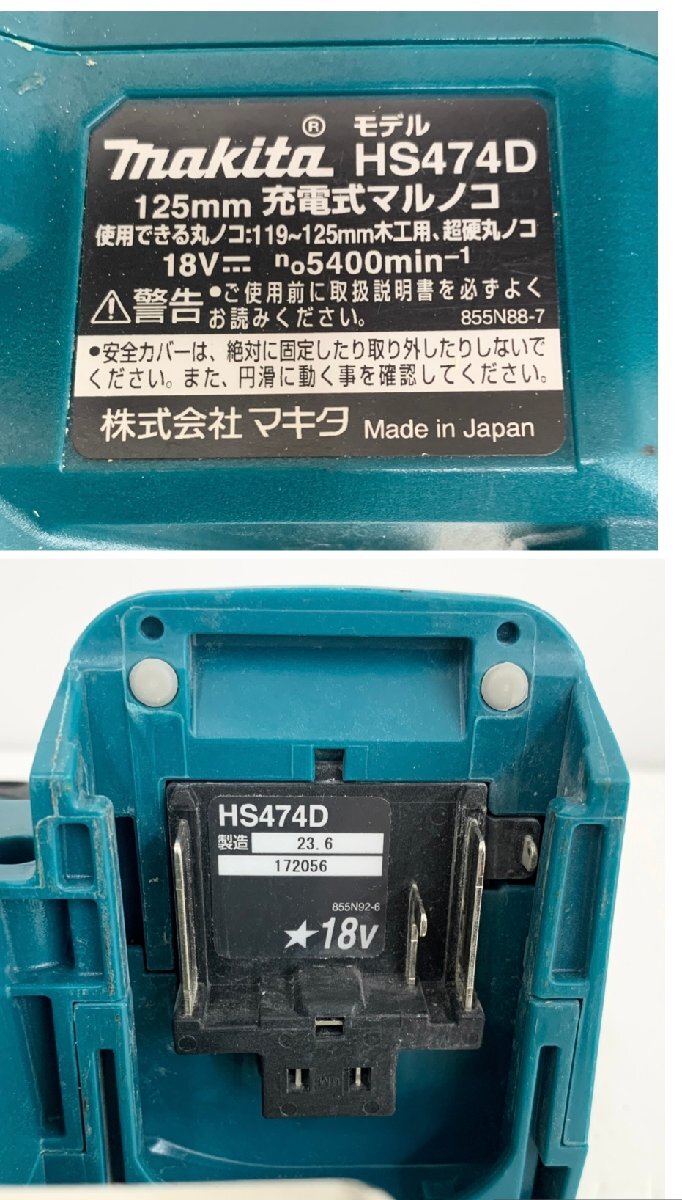 makita® モデル HS474D
125mm 充電式マルノコ
使用できる丸ノコ:119~125mm木工用、超硬丸ノコ
18V⎓ n₀5400min⁻¹
⚠警告 •ご使用前に取扱説明書を必ずよく
お読みください。 855N88-7
•安全カバーは、絶対に固定したり取り外したりしないで
ください。また、円滑に動く事を確認してください。
株式会社マキタ Made in Japan
HS474D
製造 23. 6
172056
855N92-6
★18V